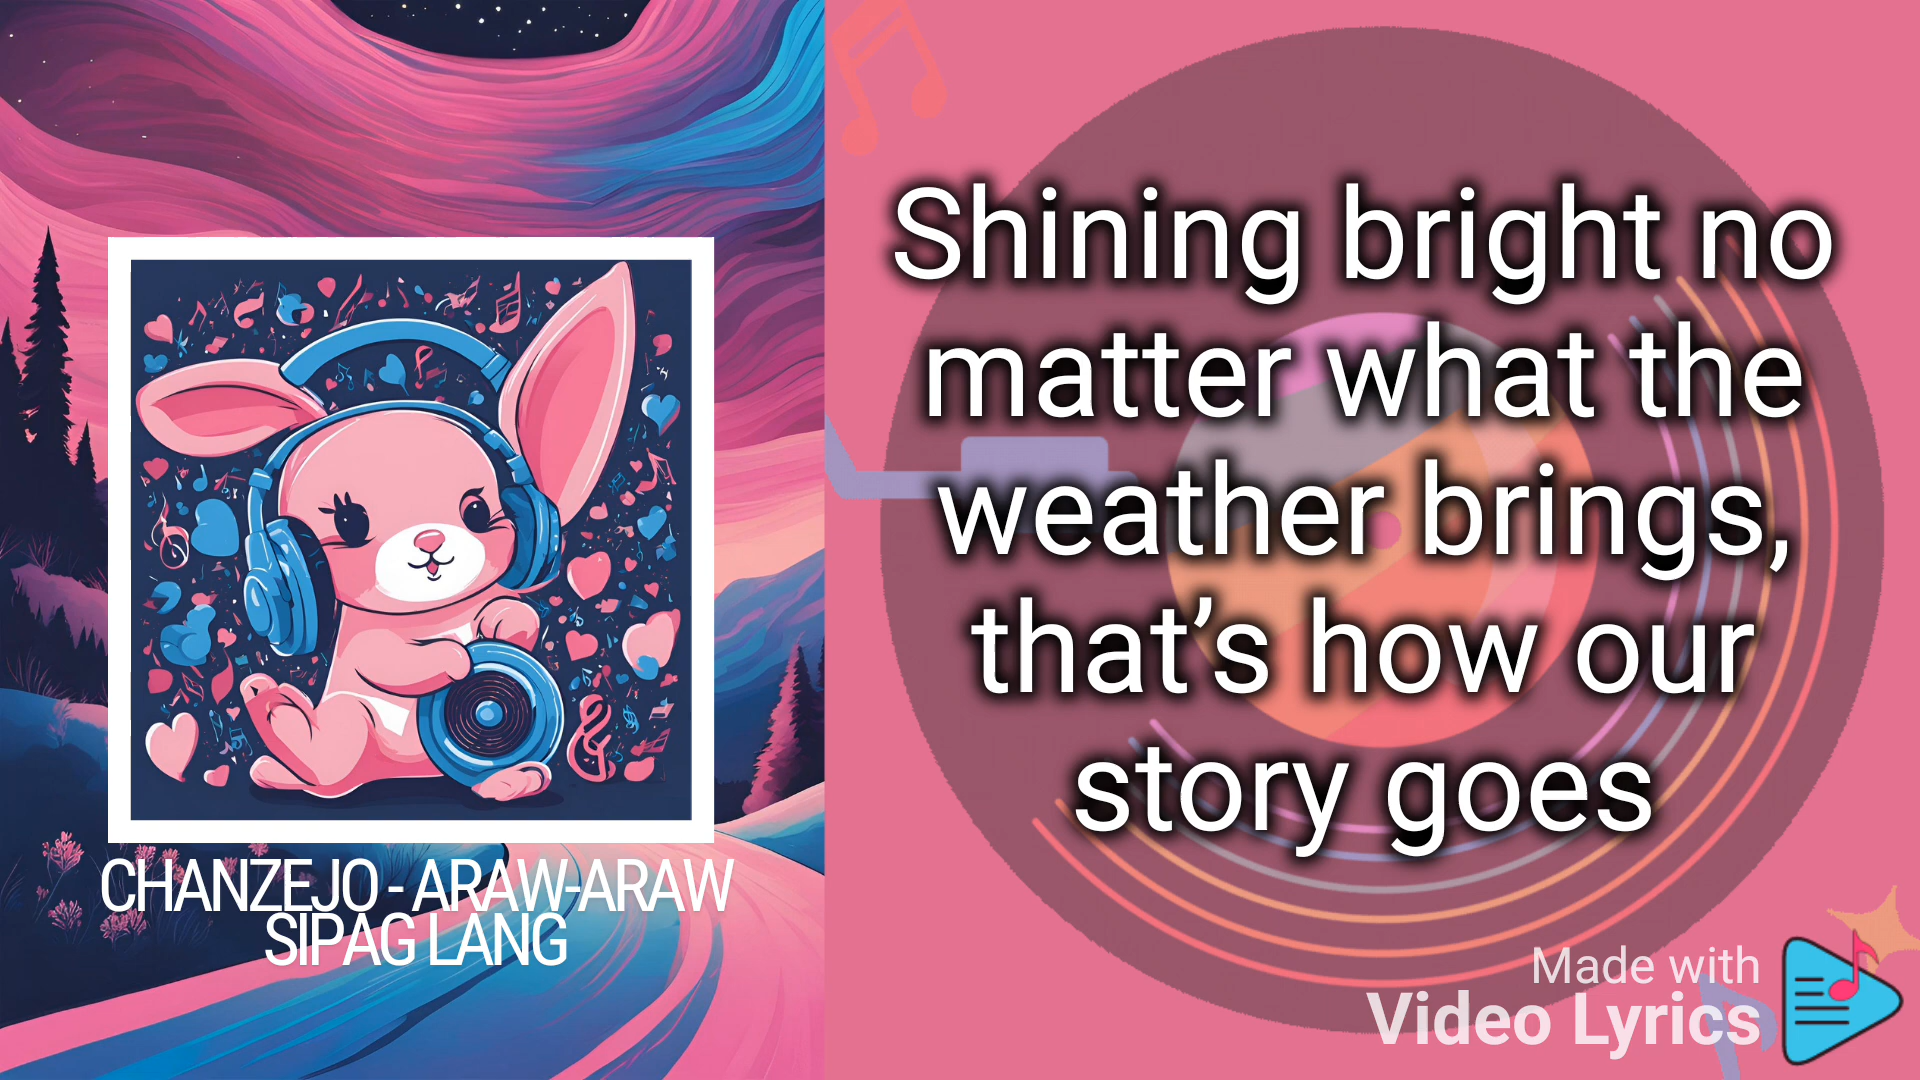 Shining bright no
matter what the
weather brings,
that’s how our
story goes
CHANZEJO - ARAW-ARAW
SIPAG LANG
Made with
Video Lyrics